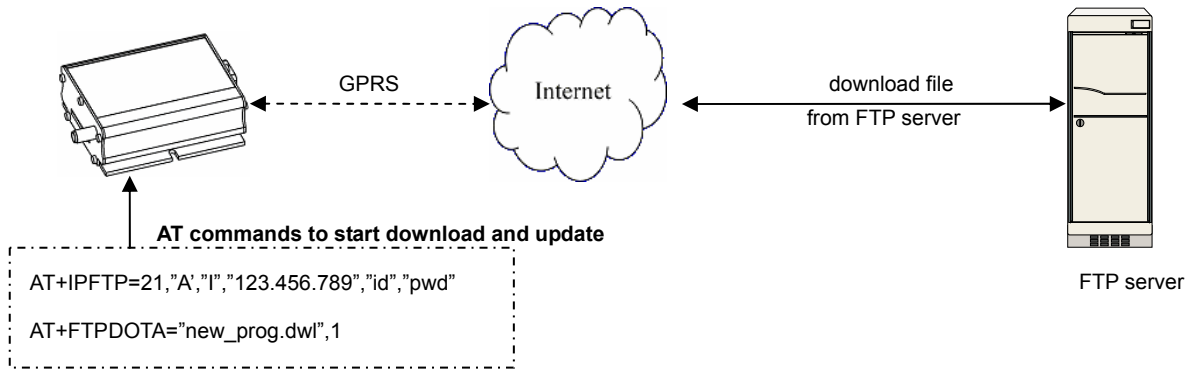 GPRS
Internet
download file
from FTP server
AT commands to start download and update
AT+IPFTP=21,”A’,”I”,”123.456.789”,”id”,”pwd”
AT+FTPDOTA=”new_prog.dwl”,1
FTP server